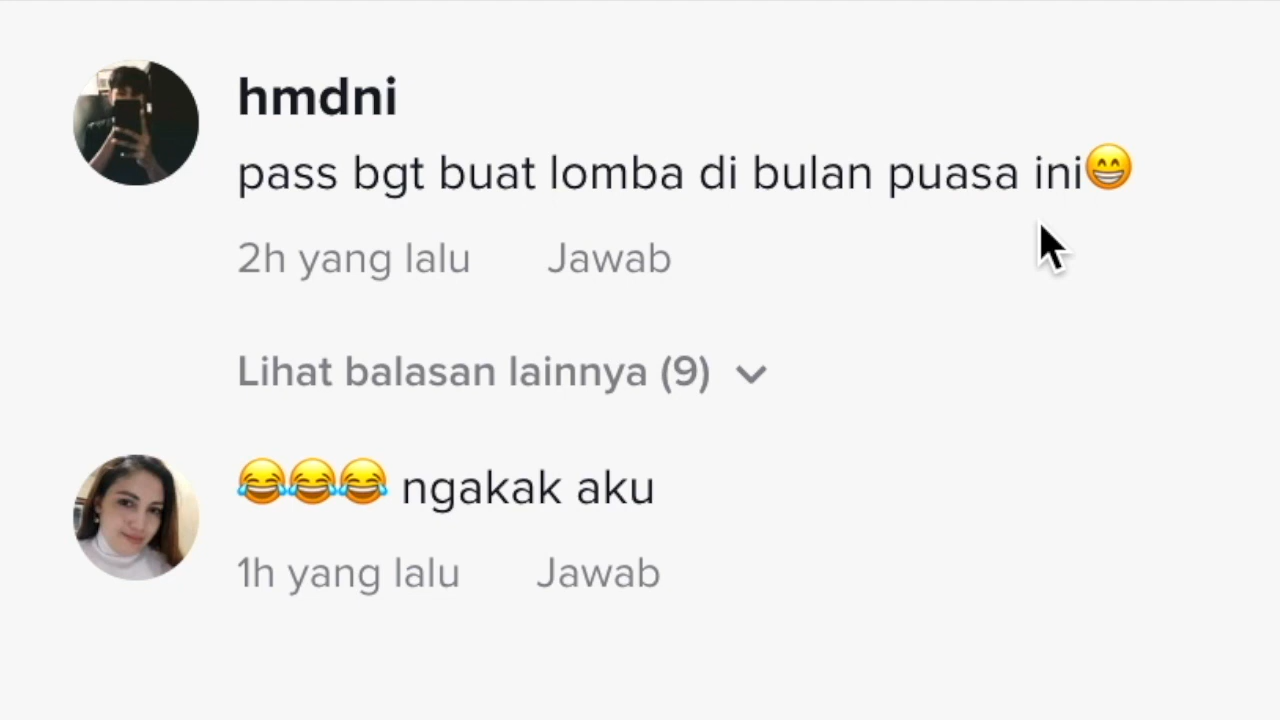 hmdni
pass bgt buat lomba di bulan puasa ini😁
2h yang lalu Jawab
Lihat balasan lainnya (9)
😂😂😂 ngakak aku
1h yang lalu Jawab